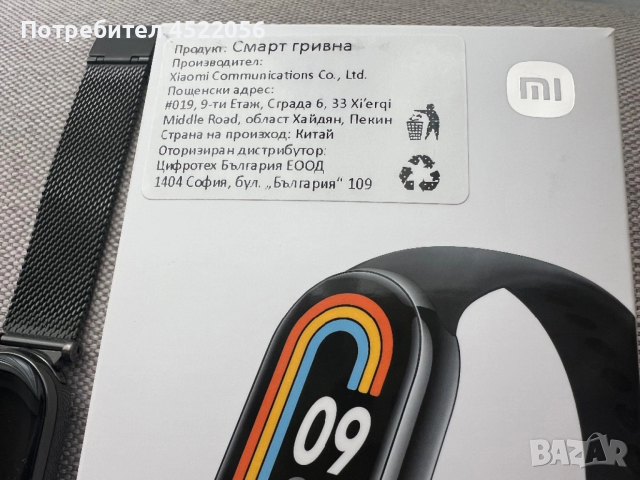 Потребител 4522056
Продукт: Смарт гривна
Производител:
Xiaomi Communications Co., Ltd.
Пощенски адрес:
#019, 9-ти Етаж, Сграда 6, 33 Xi'erqi
Middle Road, област Хайдян, Пекин
Страна на произход: Китай
Оторизиран дистрибутор:
Цифротех България ЕООД
1404 София, бул. „България“ 109
mi
09
BAZAR